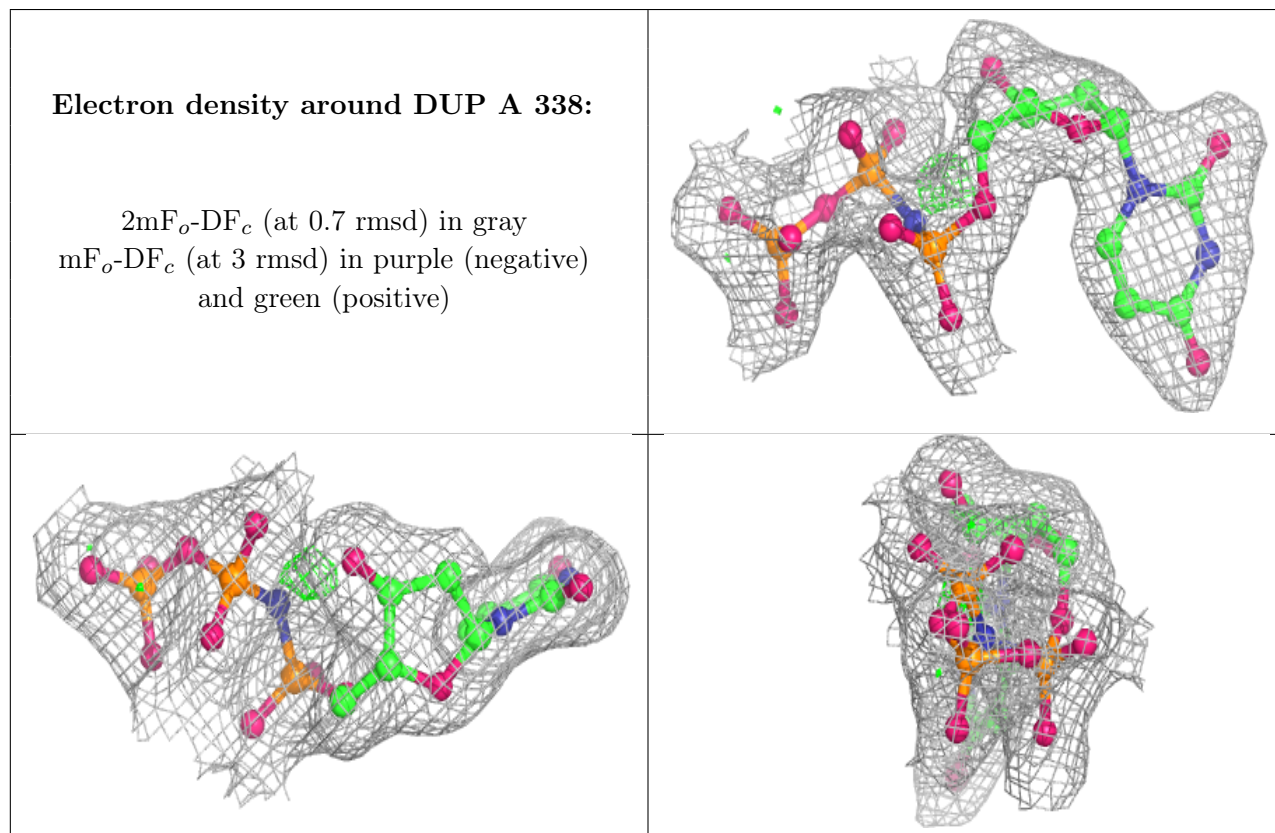 Electron density around DUP A 338:
2mFₒ-DF𝒸 (at 0.7 rmsd) in gray
mFₒ-DF𝒸 (at 3 rmsd) in purple (negative)
and green (positive)